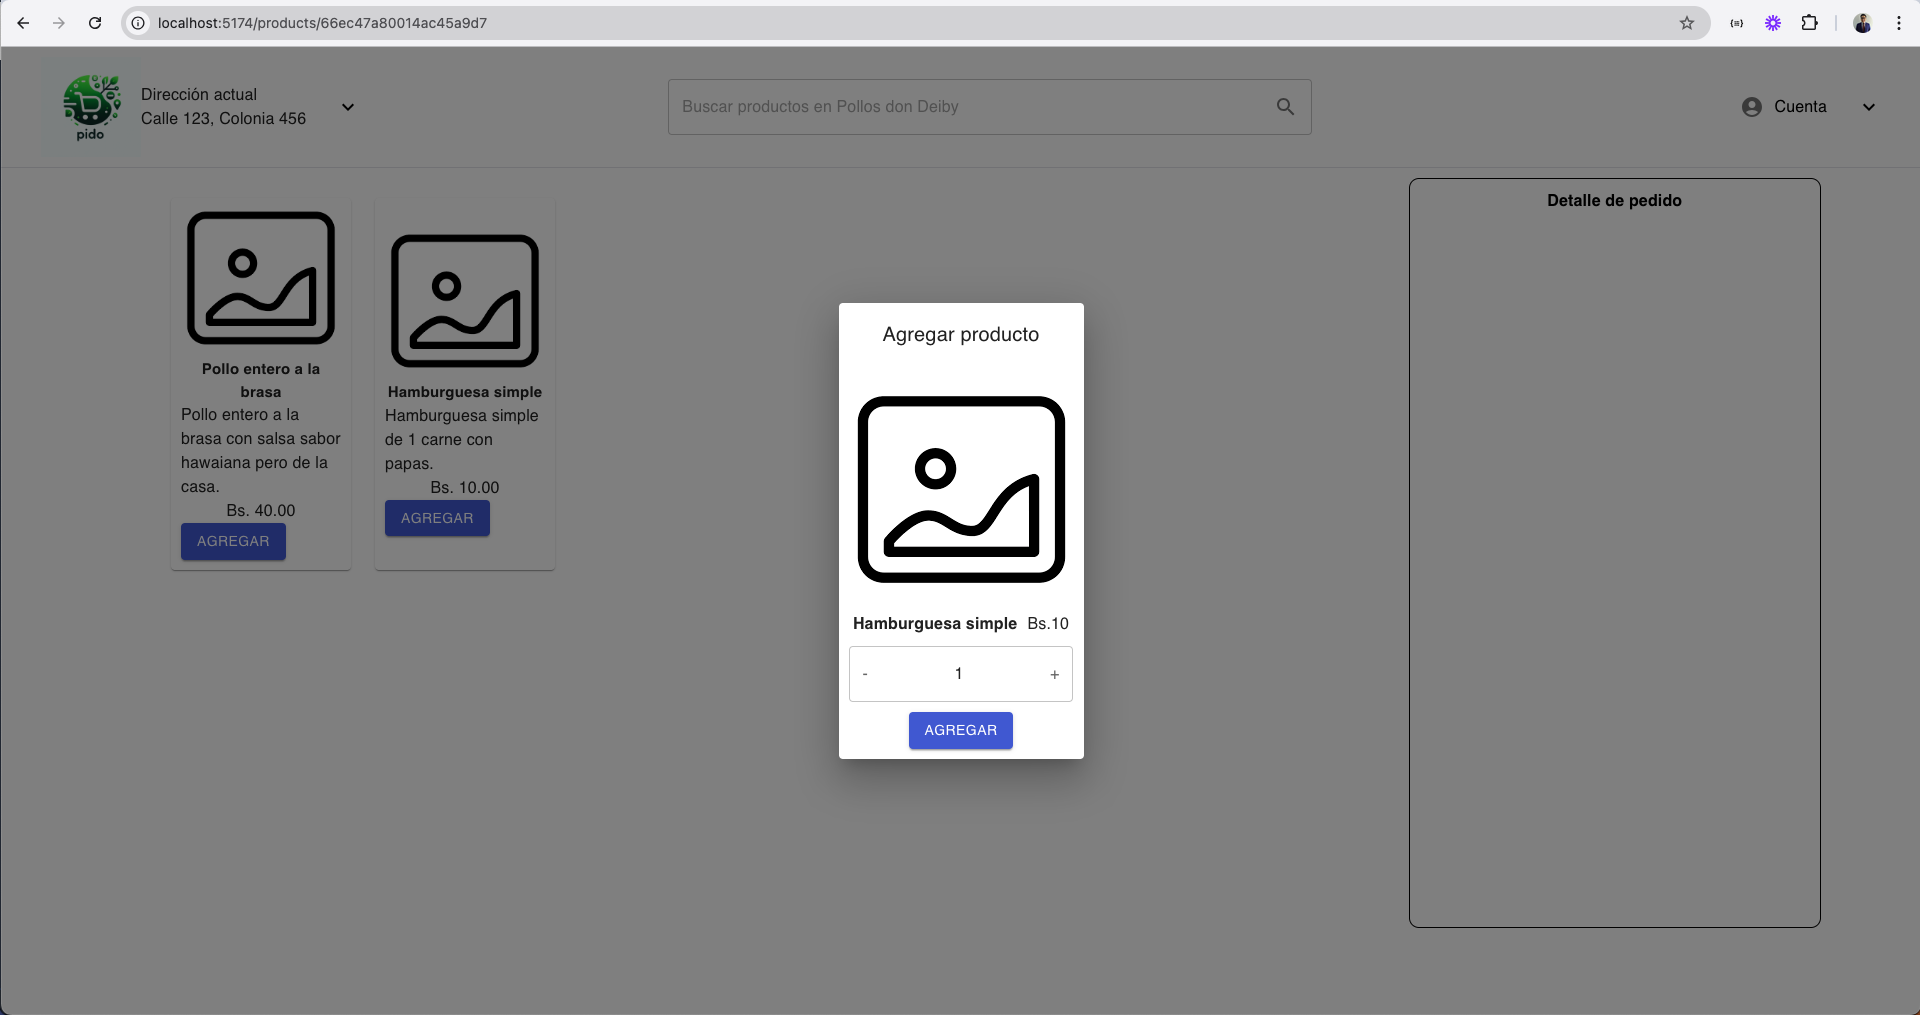 localhost:5174/products/66ec47a80014ac45a9d7
pido
Dirección actual
Calle 123, Colonia 456
Buscar productos en Pollos don Deiby
Cuenta
Pollo entero a la
brasa
Pollo entero a la
brasa con salsa sabor
hawaiana pero de la
casa.
Bs. 40.00
AGREGAR
Hamburguesa simple
Hamburguesa simple
de 1 carne con
papas.
Bs. 10.00
AGREGAR
Agregar producto
Hamburguesa simple Bs.10
- 1 +
AGREGAR
Detalle de pedido